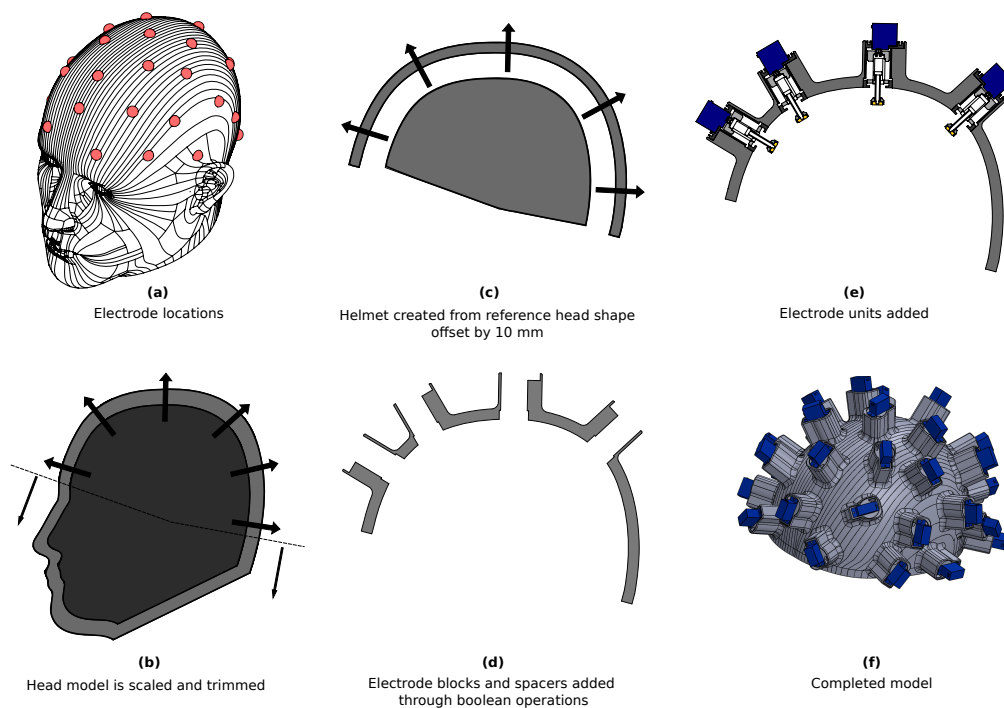 (a)
Electrode locations
(c)
Helmet created from reference head shape
offset by 10 mm
(e)
Electrode units added
(b)
Head model is scaled and trimmed
(d)
Electrode blocks and spacers added
through boolean operations
(f)
Completed model